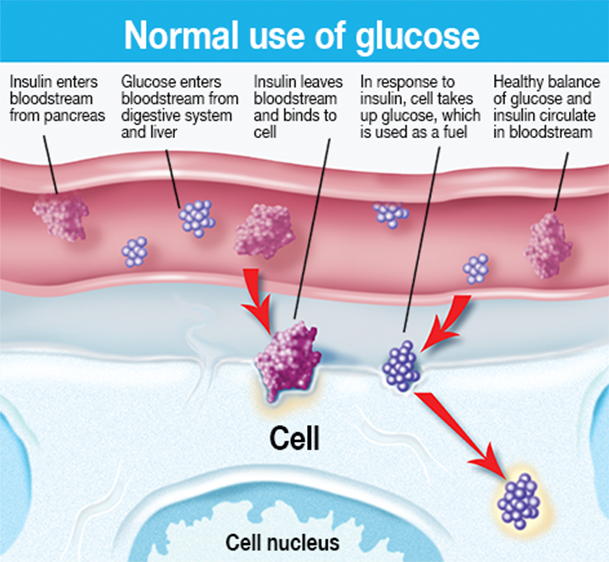 Normal use of glucose
Insulin enters
bloodstream
from pancreas
Glucose enters
bloodstream from
digestive system
and liver
Insulin leaves
bloodstream
and binds to
cell
In response to
insulin, cell takes
up glucose, which
is used as a fuel
Healthy balance
of glucose and
insulin circulate
in bloodstream
Cell
Cell nucleus